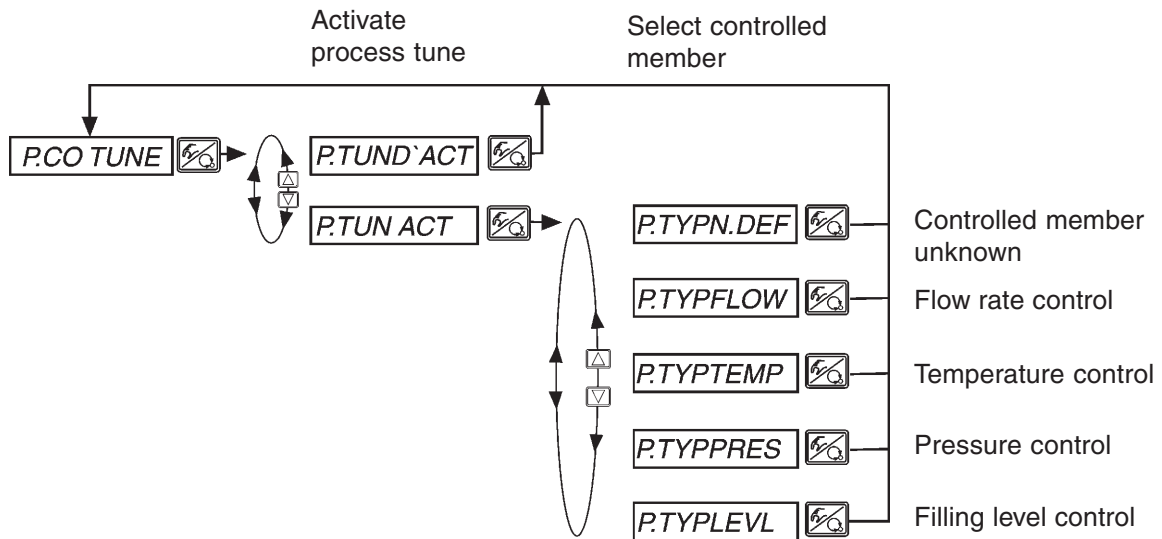 Activate
process tune
Select controlled
member
P.CO TUNE
P.TUND`ACT
P.TUN ACT
P.TYPN.DEF
Controlled member
unknown
P.TYPFLOW
Flow rate control
P.TYPTEMP
Temperature control
P.TYPPRES
Pressure control
P.TYPLEVL
Filling level control